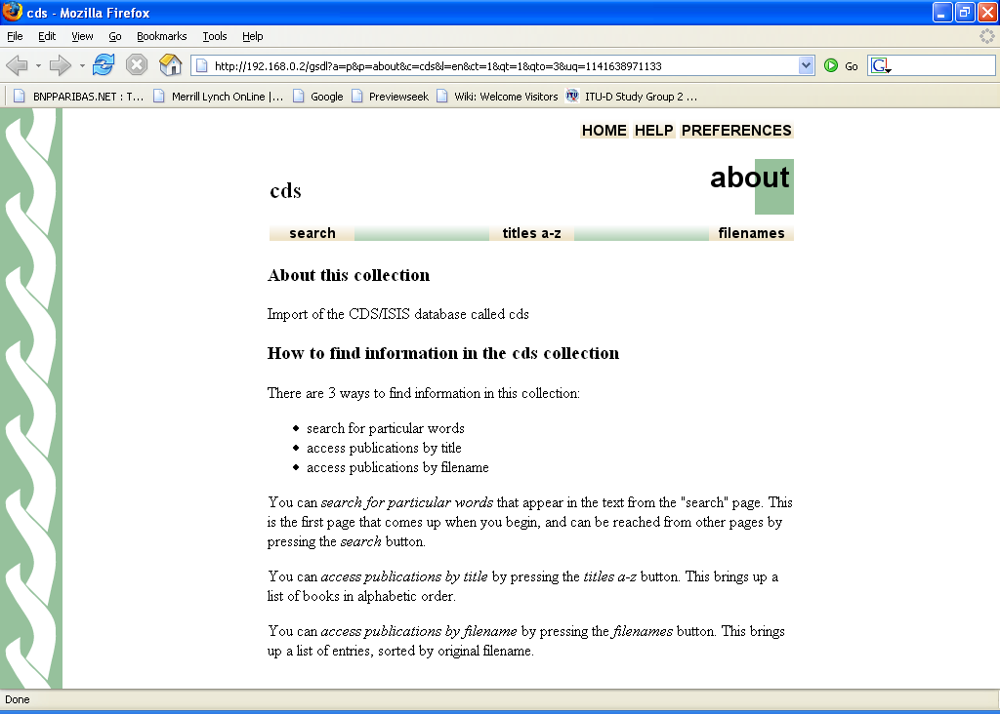 cds - Mozilla Firefox
File Edit View Go Bookmarks Tools Help
http://192.168.0.2/gsdl?a=p&p=about&c=cds&l=en&ct=1&qt=1&qto=3&uq=1141638971133 Go G
BNPPARIBAS.NET : T... Merrill Lynch OnLine |... Google Previewseek Wiki: Welcome Visitors ITU ITU-D Study Group 2 ...
HOME HELP PREFERENCES
about
cds
search titles a-z filenames
About this collection
Import of the CDS/ISIS database called cds
How to find information in the cds collection
There are 3 ways to find information in this collection:
• search for particular words
• access publications by title
• access publications by filename
You can search for particular words that appear in the text from the "search" page. This
is the first page that comes up when you begin, and can be reached from other pages by
pressing the search button.
You can access publications by title by pressing the titles a-z button. This brings up a
list of books in alphabetic order.
You can access publications by filename by pressing the filenames button. This brings
up a list of entries, sorted by original filename.
Done